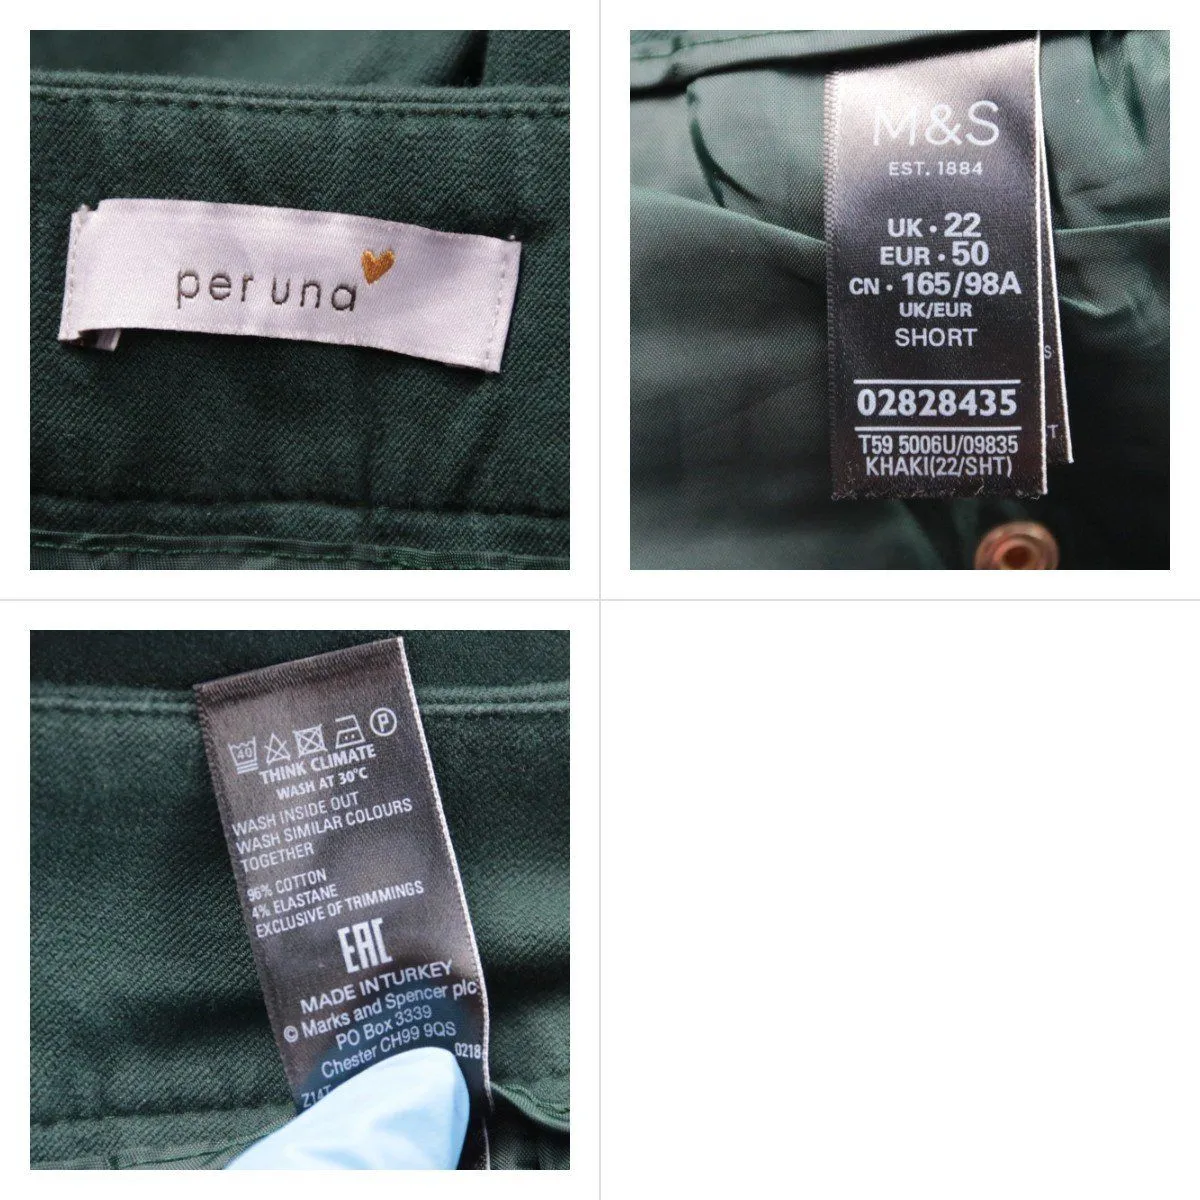 per una
M&S
EST. 1884
UK • 22
EUR • 50
CN • 165/98A
UK/EUR
SHORT
02828435
T59 5006U/09835
KHAKI(22/SHT)
S
T
40
P
THINK CLIMATE
WASH AT 30°C
WASH INSIDE OUT
WASH SIMILAR COLOURS
TOGETHER
96% COTTON
4% ELASTANE
EXCLUSIVE OF TRIMMINGS
EAC
MADE IN TURKEY
© Marks and Spencer plc
PO Box 3339
Chester CH99 9QS
0218